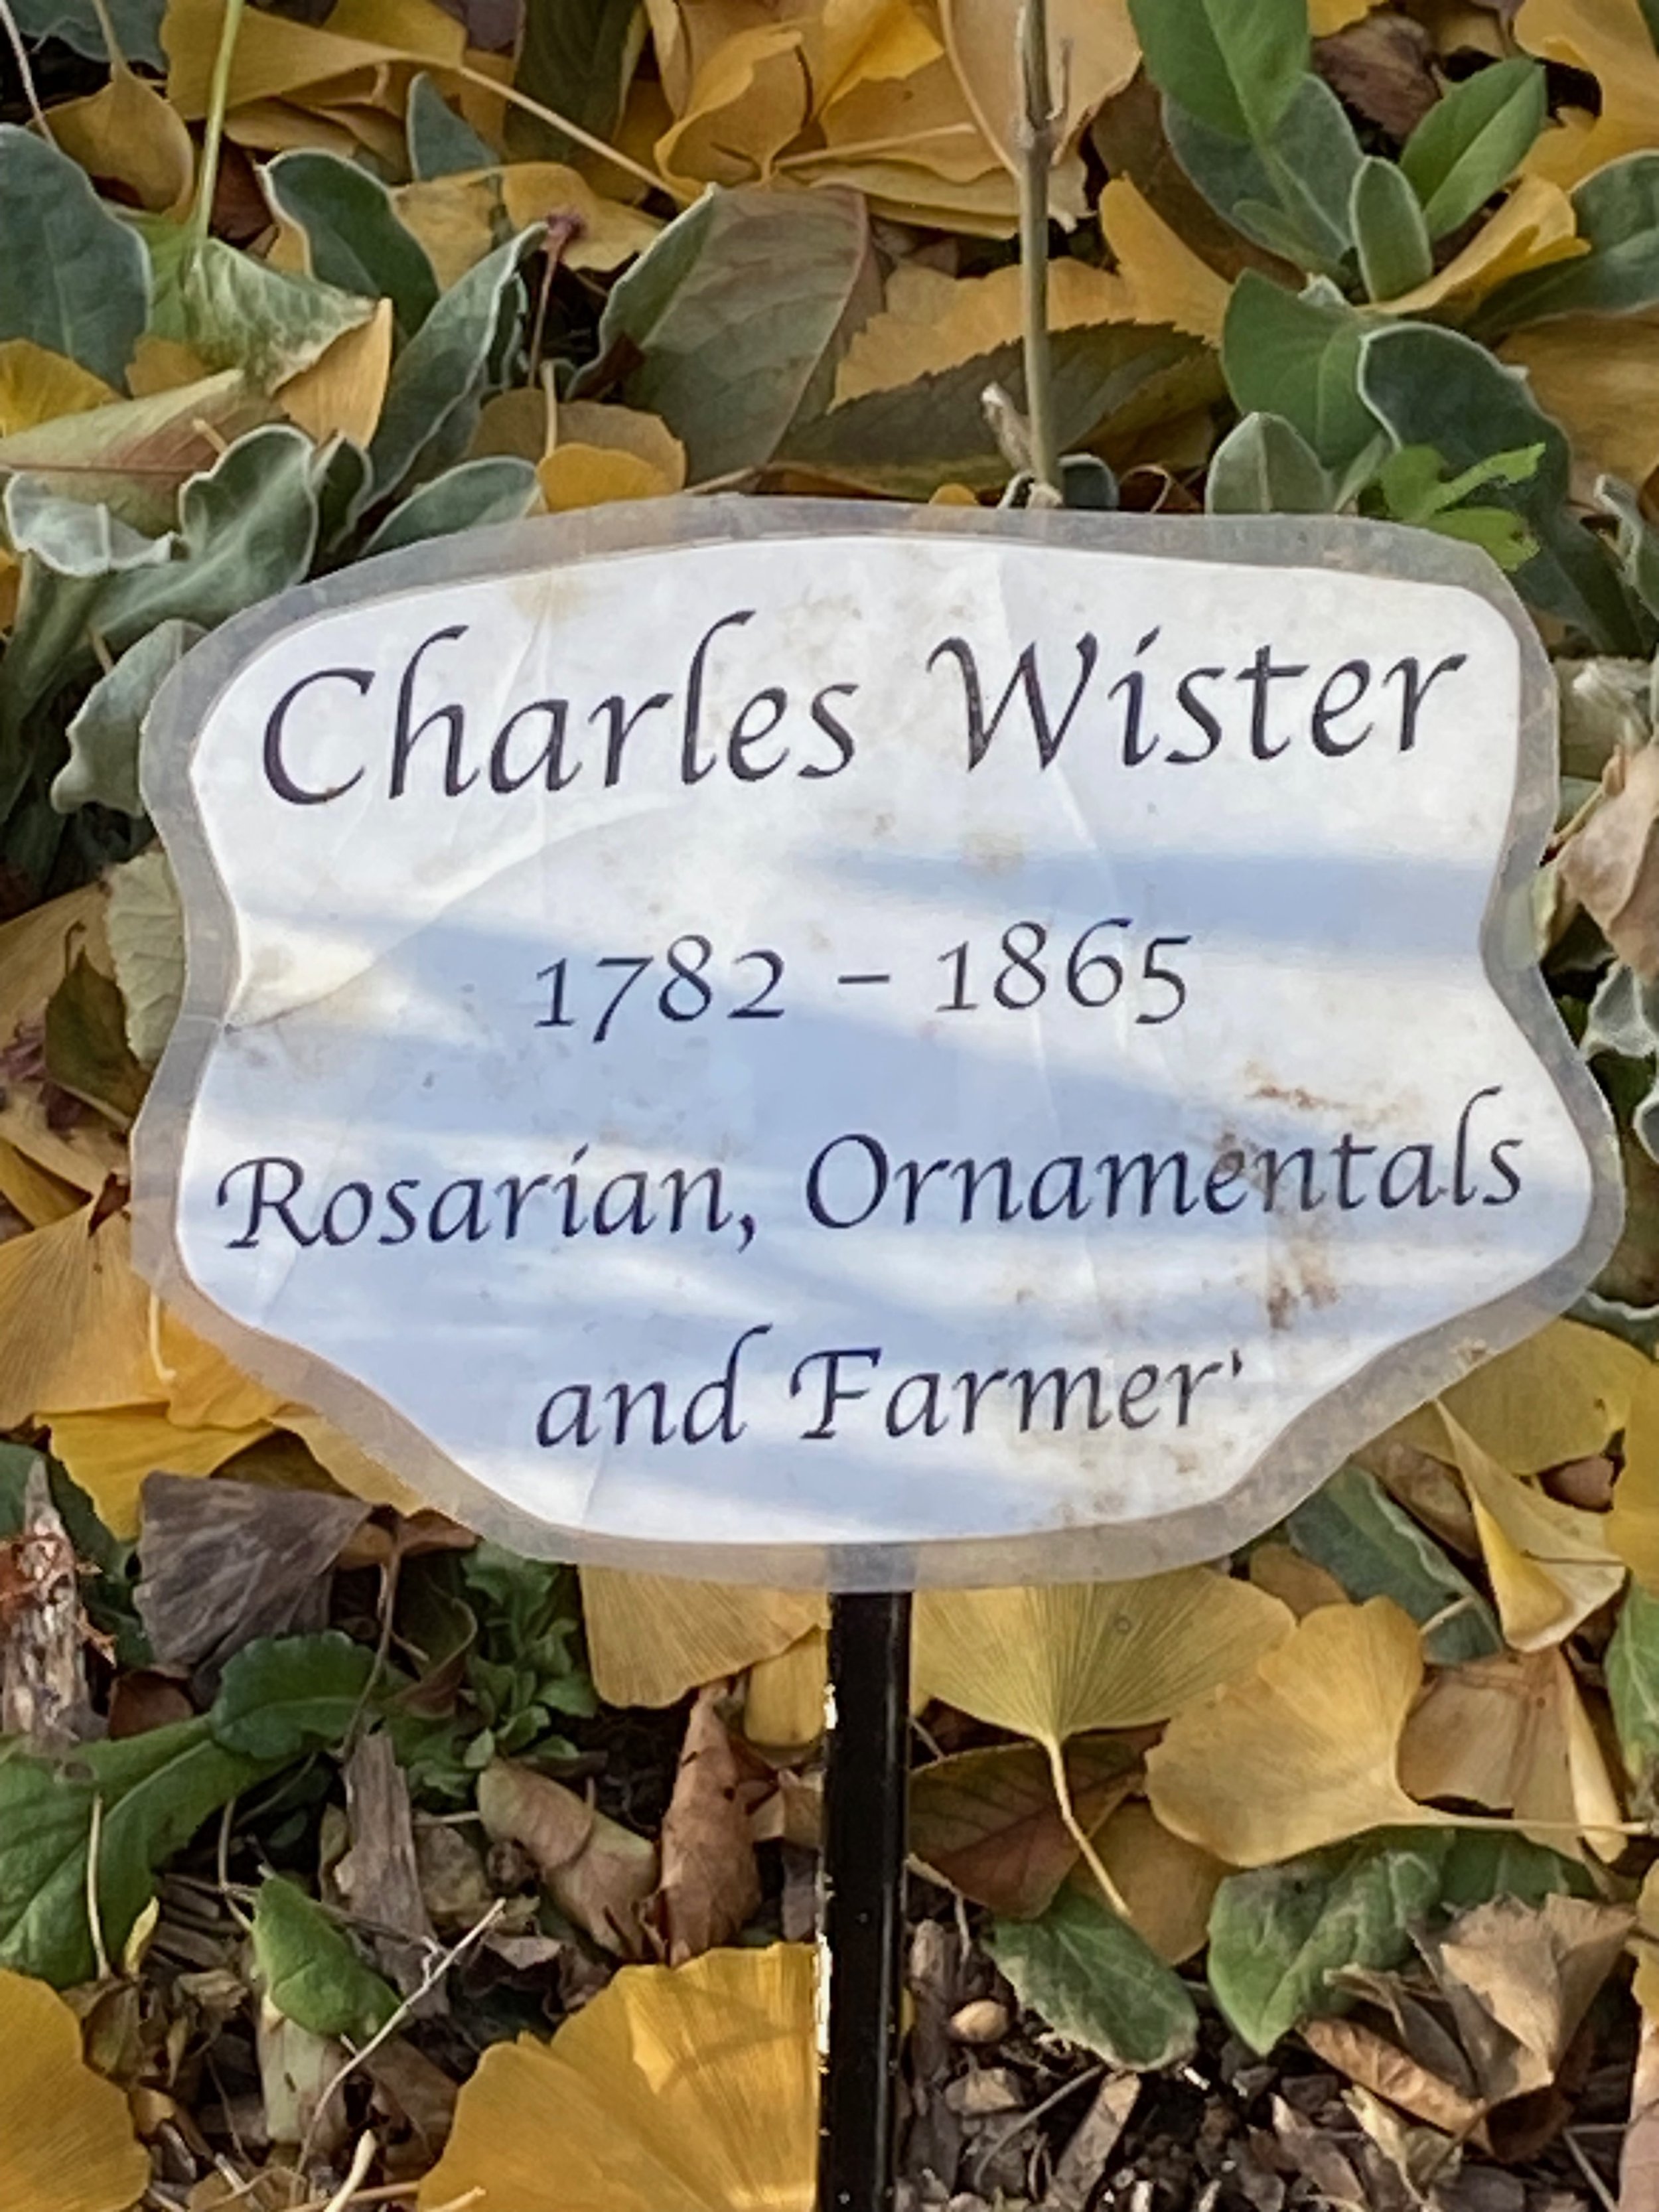 Charles Wister
1782 – 1865
Rosarian, Ornamentals
and Farmer'